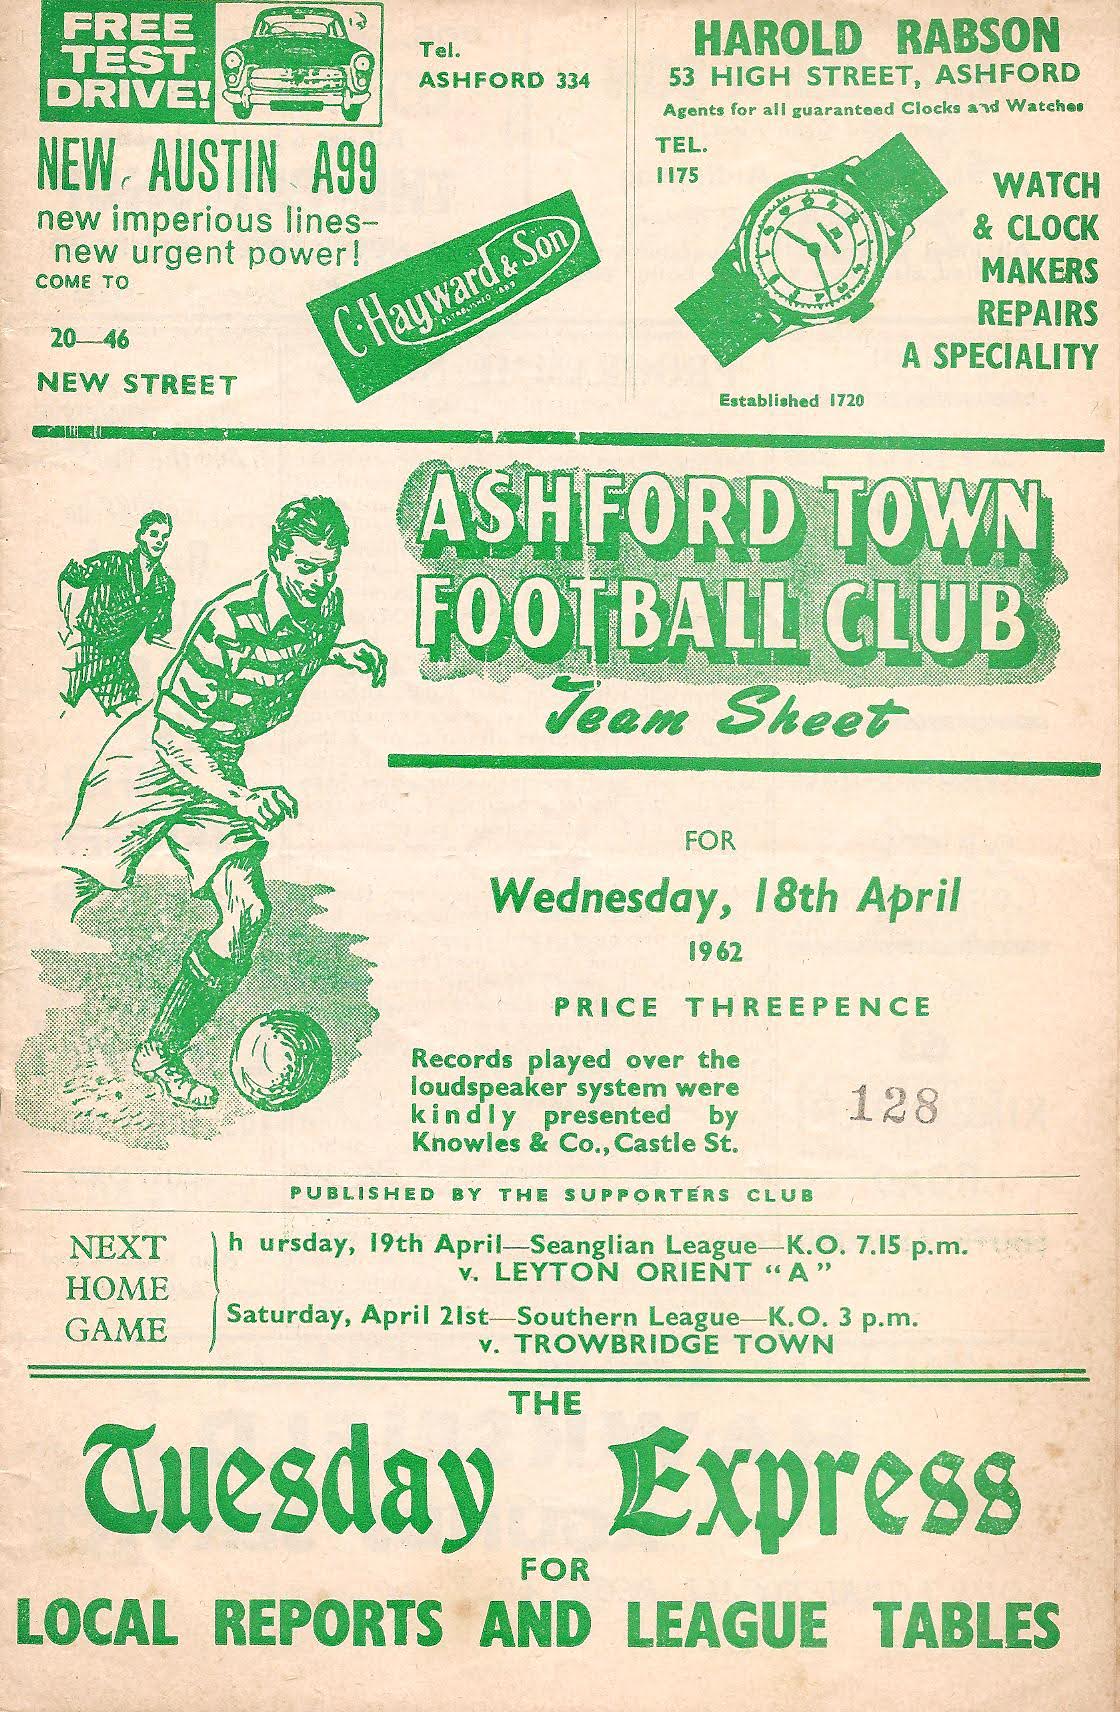 FREE
TEST
DRIVE!
Tel.
ASHFORD 334
NEW AUSTIN A99
new imperious lines—
new urgent power!
COME TO
20—46
NEW STREET
C. Hayward & Son
ESTABLISHED
HAROLD RABSON
53 HIGH STREET, ASHFORD
Agents for all guaranteed Clocks and Watches
TEL.
1175
WATCH
& CLOCK
MAKERS
REPAIRS
A SPECIALITY
Established 1720
ASHFORD TOWN
FOOTBALL CLUB
Team Sheet
FOR
Wednesday, 18th April
1962
PRICE THREEPENCE
Records played over the
loudspeaker system were
kindly presented by
Knowles & Co., Castle St.
128
PUBLISHED BY THE SUPPORTERS CLUB
NEXT
HOME
GAME
h ursday, 19th April—Seanglian League—K.O. 7.15 p.m.
v. LEYTON ORIENT "A"
Saturday, April 21st—Southern League—K.O. 3 p.m.
v. TROWBRIDGE TOWN
THE
Tuesday Express
FOR
LOCAL REPORTS AND LEAGUE TABLES